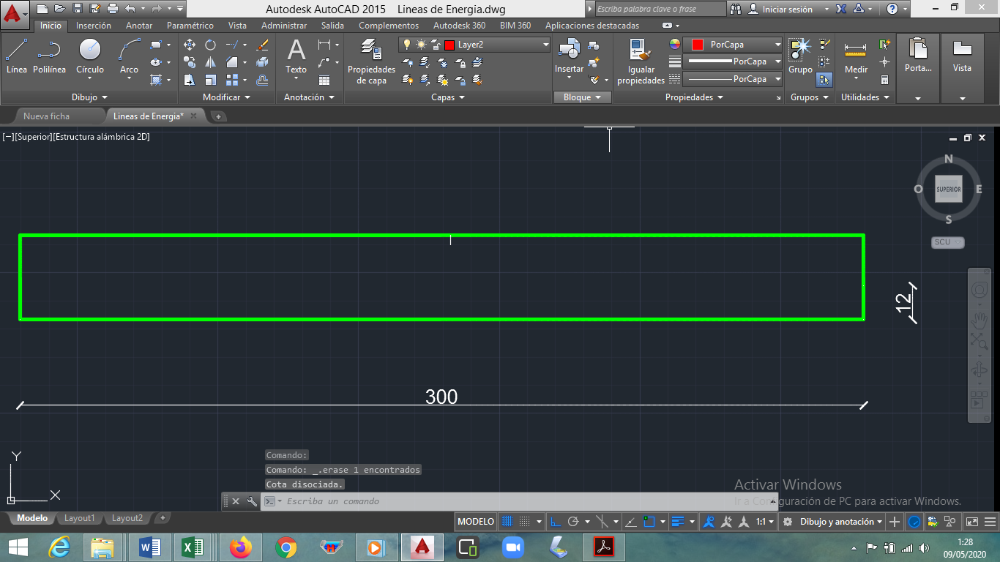 Autodesk AutoCAD 2015 Lineas de Energia.dwg
Escriba palabra clave o frase
Iniciar sesión
Inicio Inserción Anotar Paramétrico Vista Administrar Salida Complementos Autodesk 360 BIM 360 Aplicaciones destacadas
Línea Polilínea Círculo Arco
Texto
Propiedades de capa
Layer2
Insertar
Igualar propiedades
PorCapa
PorCapa
PorCapa
Grupo
Medir
Porta...
Vista
Dibujo Modificar Anotación Capas Bloque Propiedades Grupos Utilidades
Nueva ficha Lineas de Energia*
[−][Superior][Estructura alámbrica 2D]
N
O SUPERIOR E
S
SCU
12
300
Y
X
Comando:
Comando: _.erase 1 encontrados
Cota disociada.
Escriba un comando
Activar Windows
Ir a Configuración de PC para activar Windows.
Modelo Layout1 Layout2
MODELO 1:1 Dibujo y anotación
1:28
09/05/2020